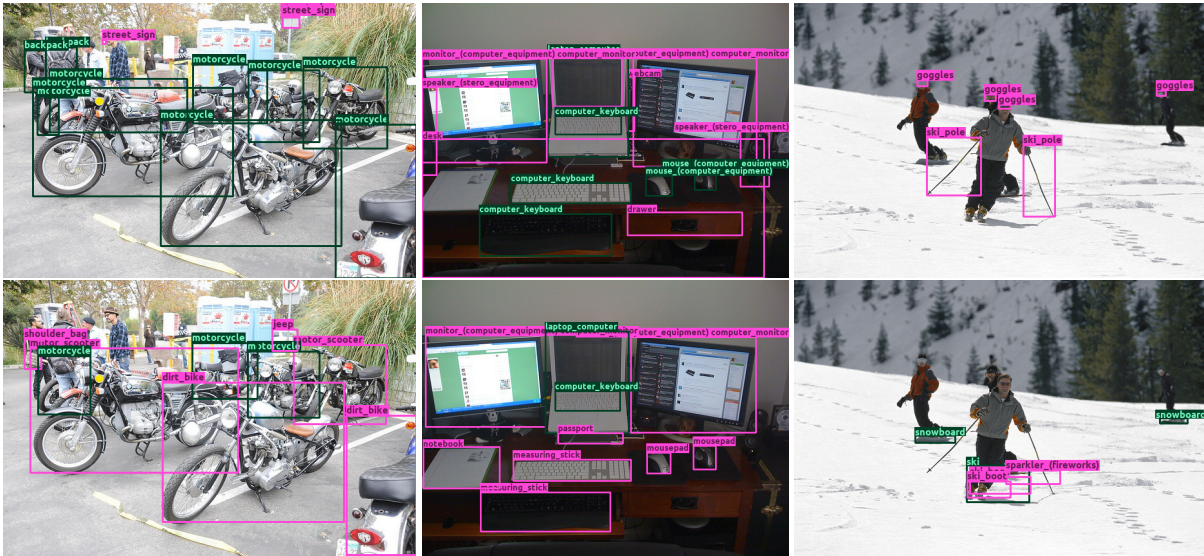 street_sign
street_sign
backpack
motorcycle
motorcycle
motorcycle
motorcycle
motorcycle
motorcycle
motorcycle
monitor_(computer_equipment) computer_monitor
computer_monitor
speaker_(stero_equipment)
computer_keyboard
desk
speaker_(stero_equipment)
mouse_(computer_equipment)
mouse_(computer_equipment)
computer_keyboard
computer_keyboard
drawer
goggles
goggles
goggles
goggles
ski_pole
ski_pole
shoulder_bag
motor_scooter
motorcycle
motorcycle
motorcycle
jeep
motor_scooter
dirt_bike
dirt_bike
laptop_computer
monitor_(computer_equipment)
computer_monitor
computer_keyboard
passport
notebook
measuring_stick
mousepad
mousepad
measuring_stick
snowboard
snowboard
ski
sparkler_(fireworks)
ski_boot